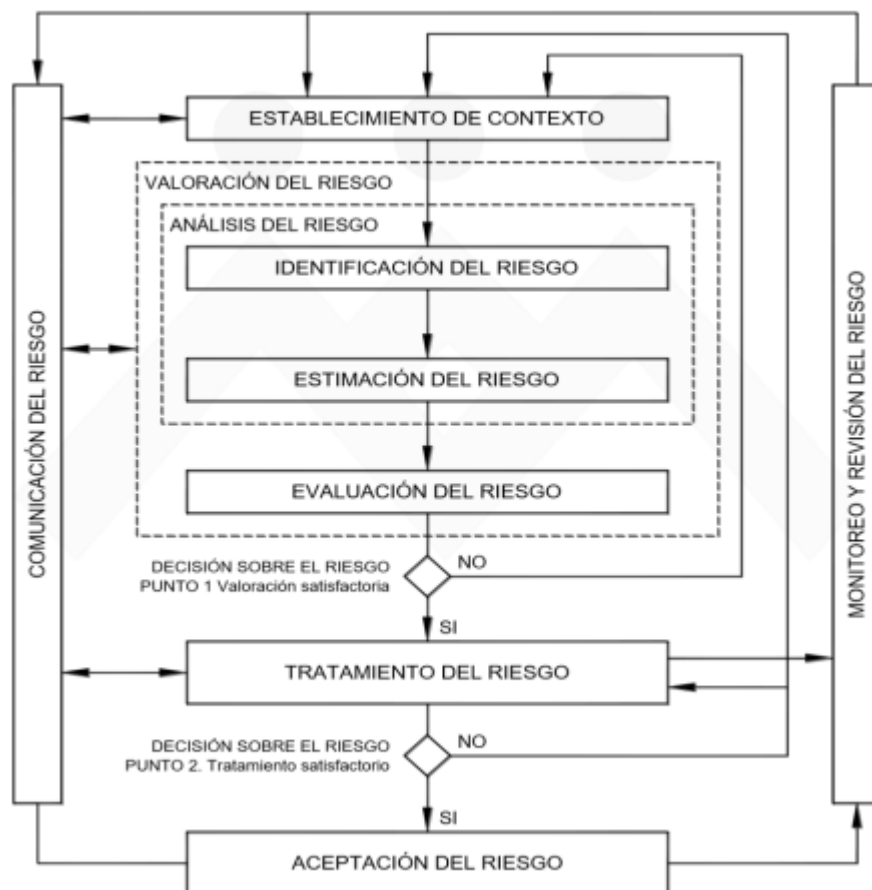 ESTABLECIMIENTO DE CONTEXTO
VALORACIÓN DEL RIESGO
ANÁLISIS DEL RIESGO
IDENTIFICACIÓN DEL RIESGO
ESTIMACIÓN DEL RIESGO
EVALUACIÓN DEL RIESGO
COMUNICACIÓN DEL RIESGO
MONITOREO Y REVISIÓN DEL RIESGO
DECISIÓN SOBRE EL RIESGO
PUNTO 1 Valoración satisfactoria
NO
SI
TRATAMIENTO DEL RIESGO
DECISIÓN SOBRE EL RIESGO
PUNTO 2. Tratamiento satisfactorio
NO
SI
ACEPTACIÓN DEL RIESGO